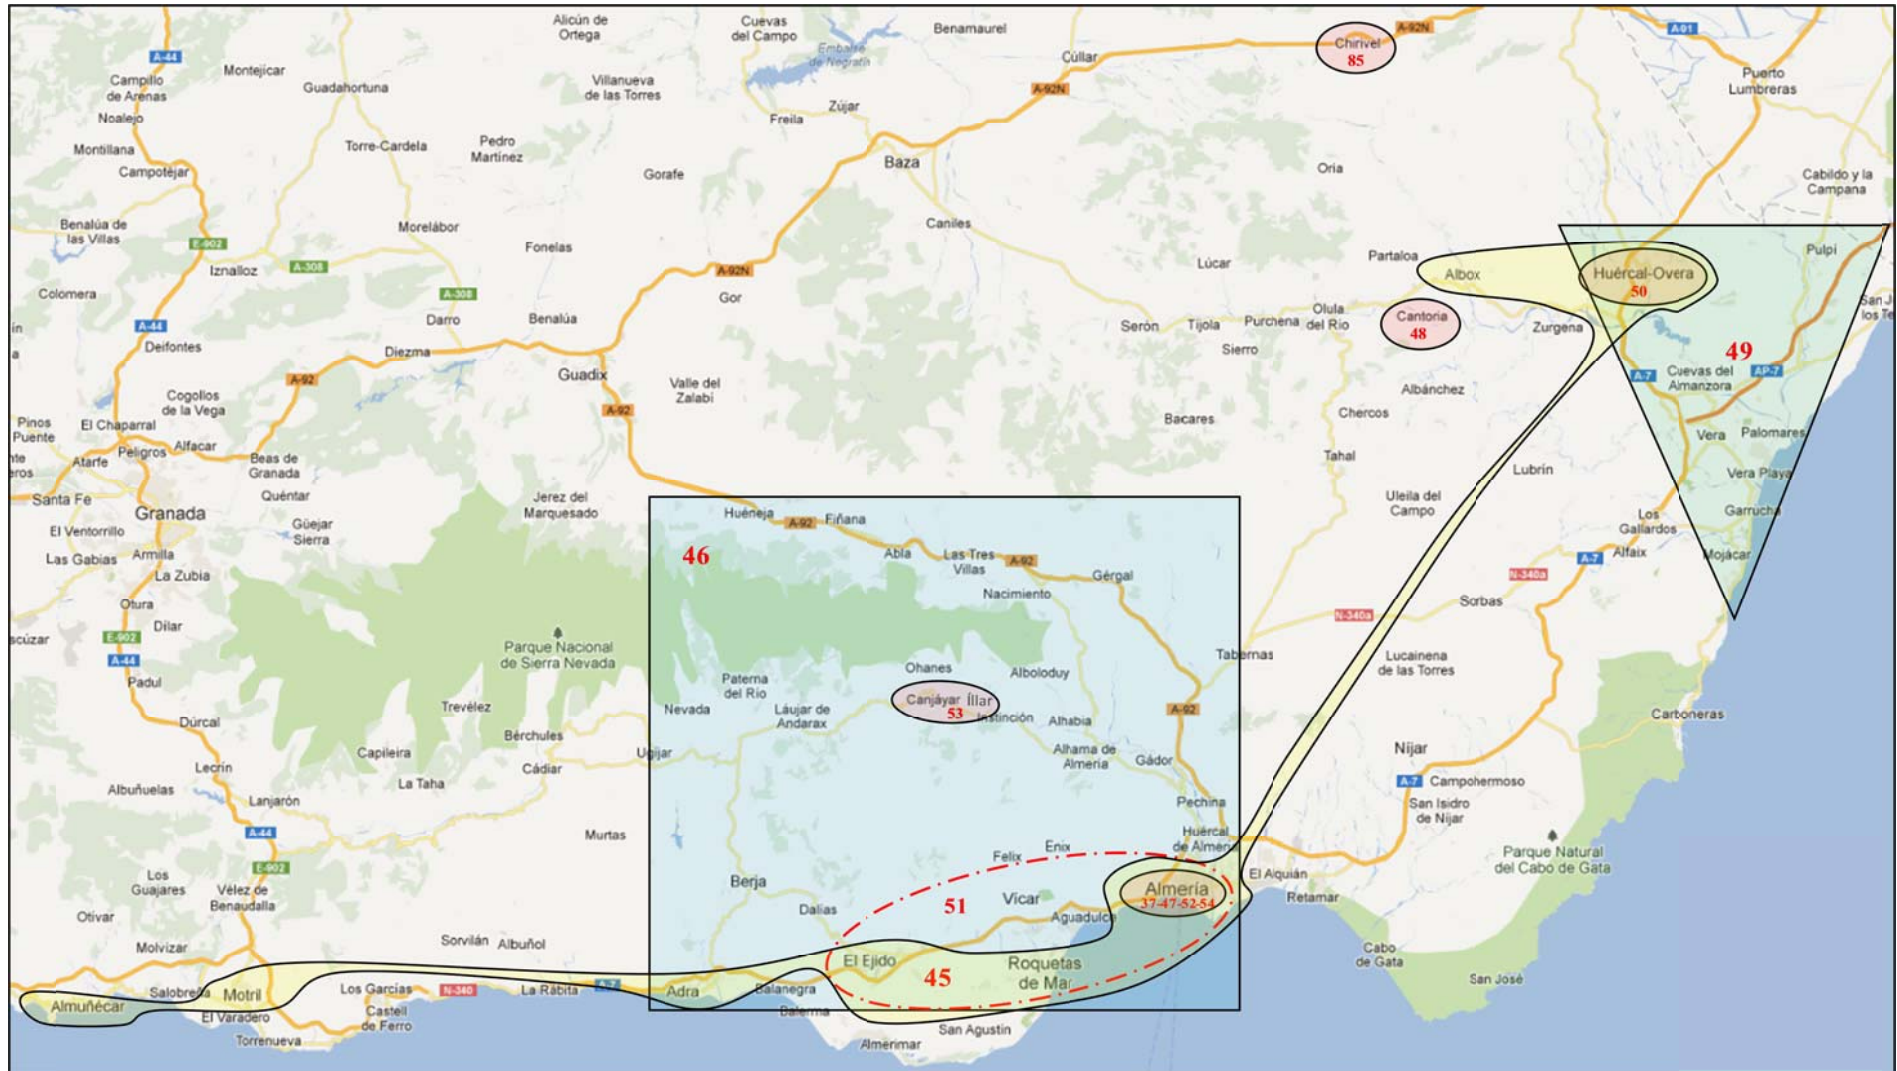 Alicún de
Ortega
Cuevas
del Campo
Benamaurel
Chirivel
85
A-92N
A-91
A-44
Campillo
de Arenas
Montejícar
Guadahortuna
Villanueva
de las Torres
Embalse
de Negratín
Cúllar
A-92N
Puerto
Lumbreras
Noalejo
Freila
Zújar
Montillana
Torre-Cardela
Pedro
Martínez
Baza
Oria
Campotéjar
Gorafe
Cabildo y la
Campana
Benalúa de
las Villas
Morelábor
Fonelas
Caniles
E-902
Iznalloz
A-308
A-92N
Lúcar
Partaloa
Albox
Huércal-Overa
50
Pulpí
Colomera
A-308
Gor
San J
los Te
ín
a
A-44
Darro
Benalúa
Serón
Tíjola
Purchena
Olula
del Río
Cantoria
48
Zurgena
Deifontes
Diezma
Sierro
49
A-92
Guadix
Valle del
Zalabí
A-7
Cuevas del
Almanzora
AP-7
Cogollos
de la Vega
A-92
Albánchez
Pinos
Puente
El Chaparral
Bacares
Chercos
Vera
Palomares
nte
eros
Atarfe
Peligros
Alfacar
Beas de
Granada
Tahal
Lubrín
Vera Playa
Santa Fe
Quéntar
Jerez del
Marquesado
Uleila del
Campo
Garrucha
Granada
Huéneja
A-92
Fiñana
Los
Gallardos
El Ventorrillo
Güejar
Sierra
46
Abla
Las Tres
Villas
A-92
A-7
Alfaix
Mojácar
Las Gabias
Armilla
La Zubia
Nacimiento
Gérgal
N-340a
Otura
Dílar
N-340a
Sorbas
scúzar
E-902
A-44
Parque Nacional
de Sierra Nevada
Ohanes
Alboloduy
Tabernas
Lucainena
de las Torres
Padul
Paterna
del Río
Canjáyar
Íllar
53
Instinción
Nevada
Láujar de
Andarax
Alhabia
A-92
Carboneras
Dúrcal
Trevélez
Bérchules
Ugíjar
Alhama de
Almería
Gádor
Níjar
Lecrín
Capileira
Cádiar
A-7
Campohermoso
Albuñuelas
La Taha
Lanjarón
Pechina
San Isidro
de Níjar
A-44
Murtas
Huércal
de Almería
E-902
Felix
Enix
Parque Natural
del Cabo de Gata
Los
Guajares
Vélez de
Benaudalla
Berja
Almería
37-47-52-54
El Alquián
Retamar
Otívar
Dalías
51
Vícar
Aguadulce
Molvízar
Sorvilán
Albuñol
Cabo
de Gata
El Ejido
45
Roquetas
de Mar
San José
Almuñécar
Salobreña
Motril
Los Garcías
N-340
La Rábita
A-7
Adra
Balanegra
El Varadero
Castell
de Ferro
Balerma
San Agustín
Torrenueva
Almerimar